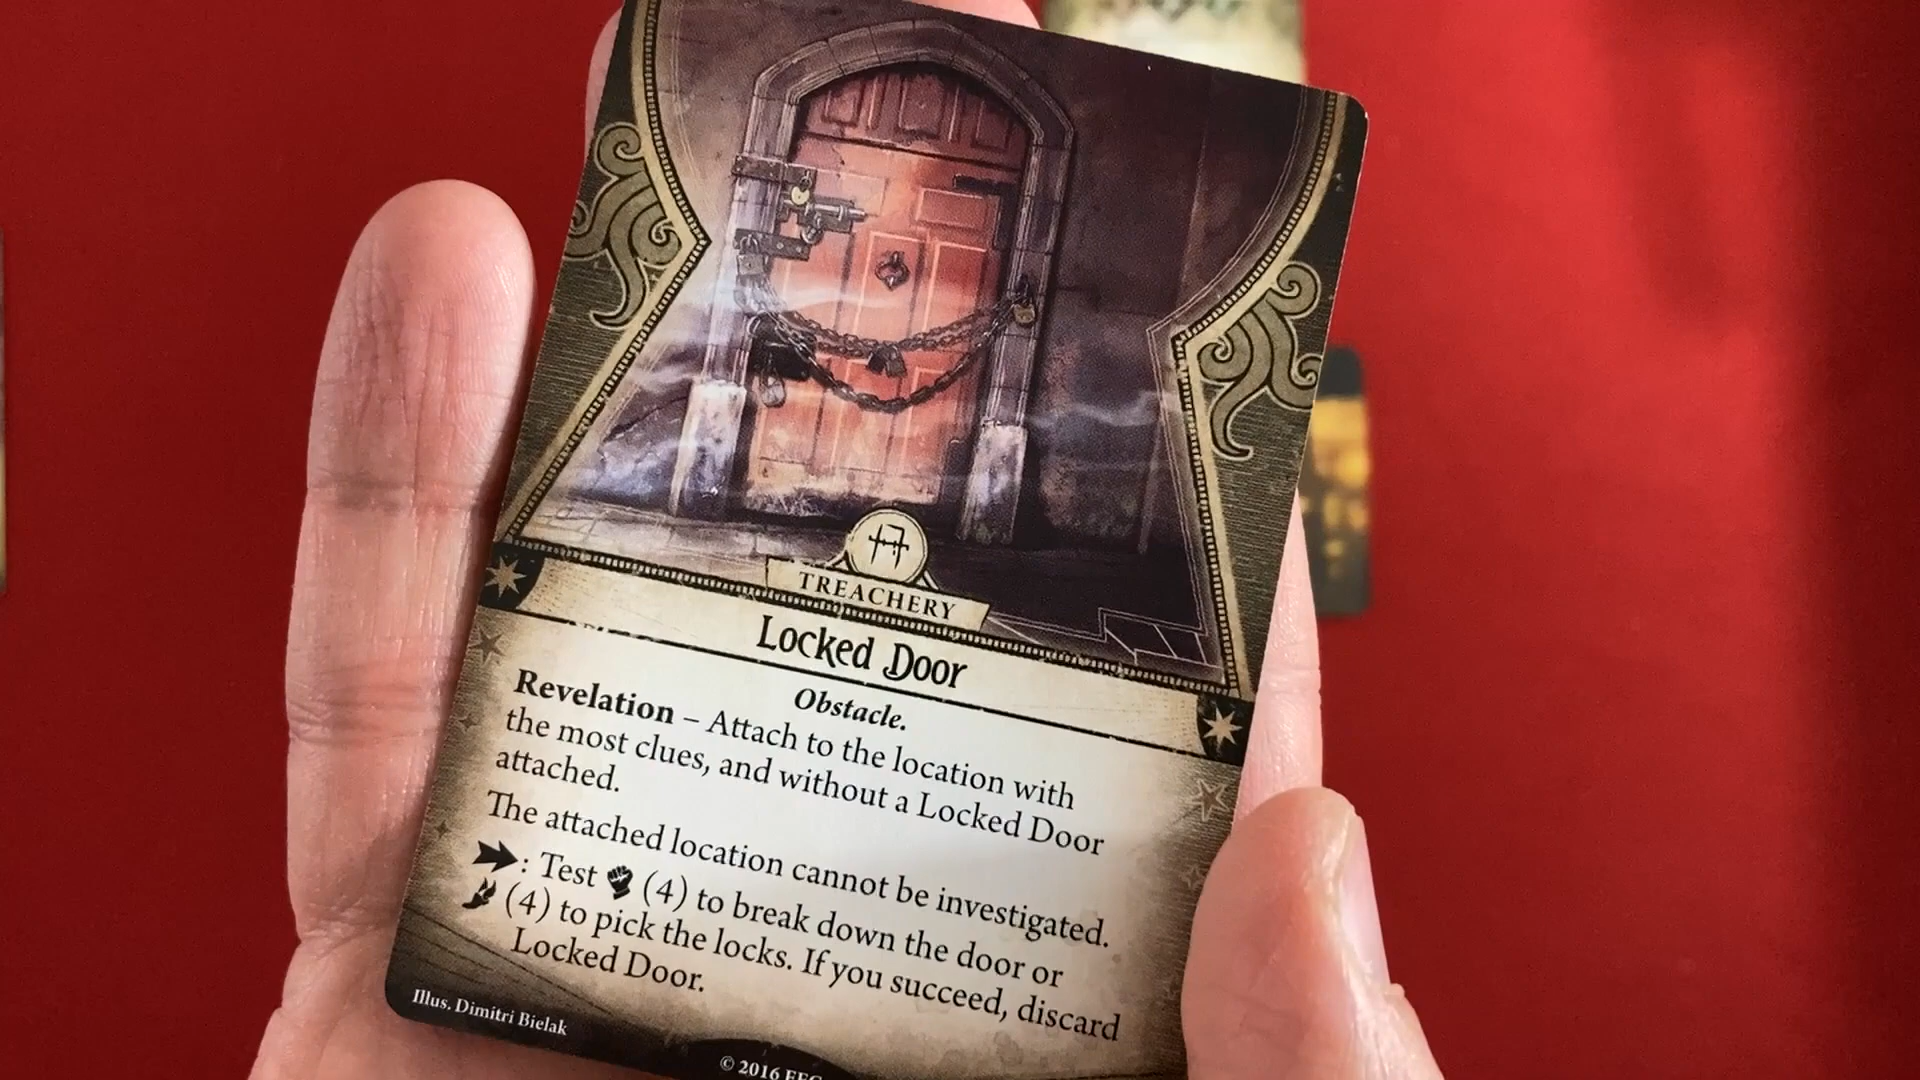 TREACHERY
Locked Door
Obstacle.
Revelation – Attach to the location with
the most clues, and without a Locked Door
attached.
The attached location cannot be investigated.
: Test (4) to break down the door or
(4) to pick the locks. If you succeed, discard
Locked Door.
Illus. Dimitri Bielak
© 2016 FFG